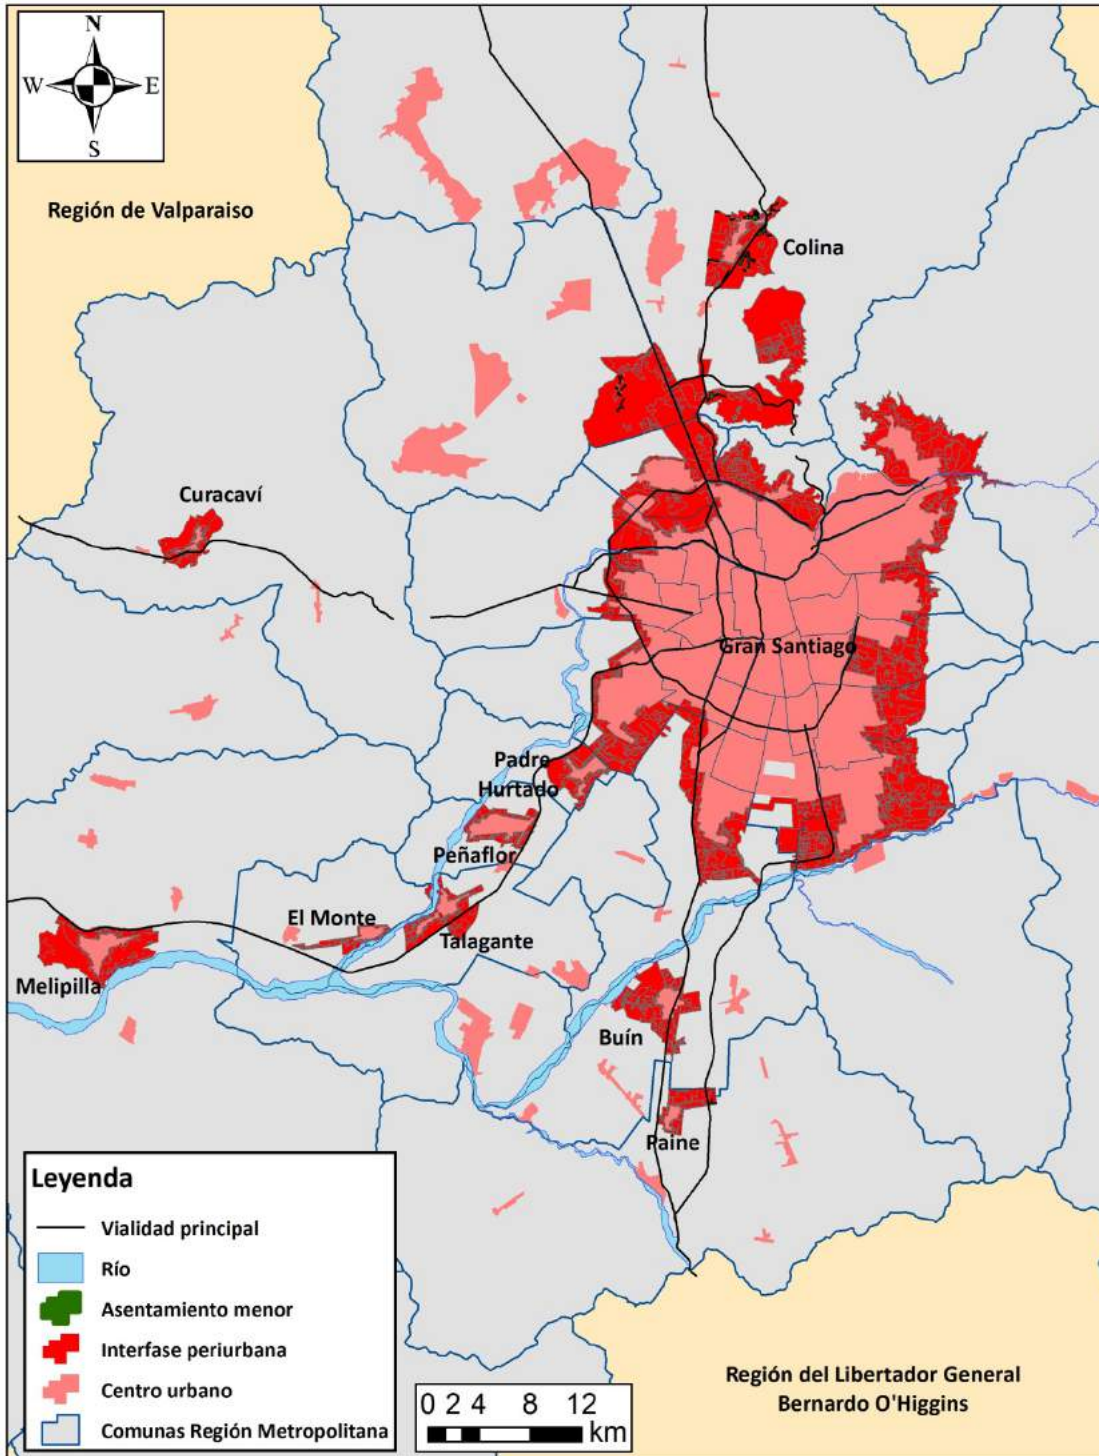 N
W E
S
Región de Valparaiso
Colina
Curacaví
Gran Santiago
Padre
Hurtado
Peñaflor
El Monte
Talagante
Melipilla
Buín
Paine
Leyenda
Vialidad principal
Río
Asentamiento menor
Interfase periurbana
Centro urbano
Comunas Región Metropolitana
0 2 4 8 12
km
Región del Libertador General
Bernardo O'Higgins